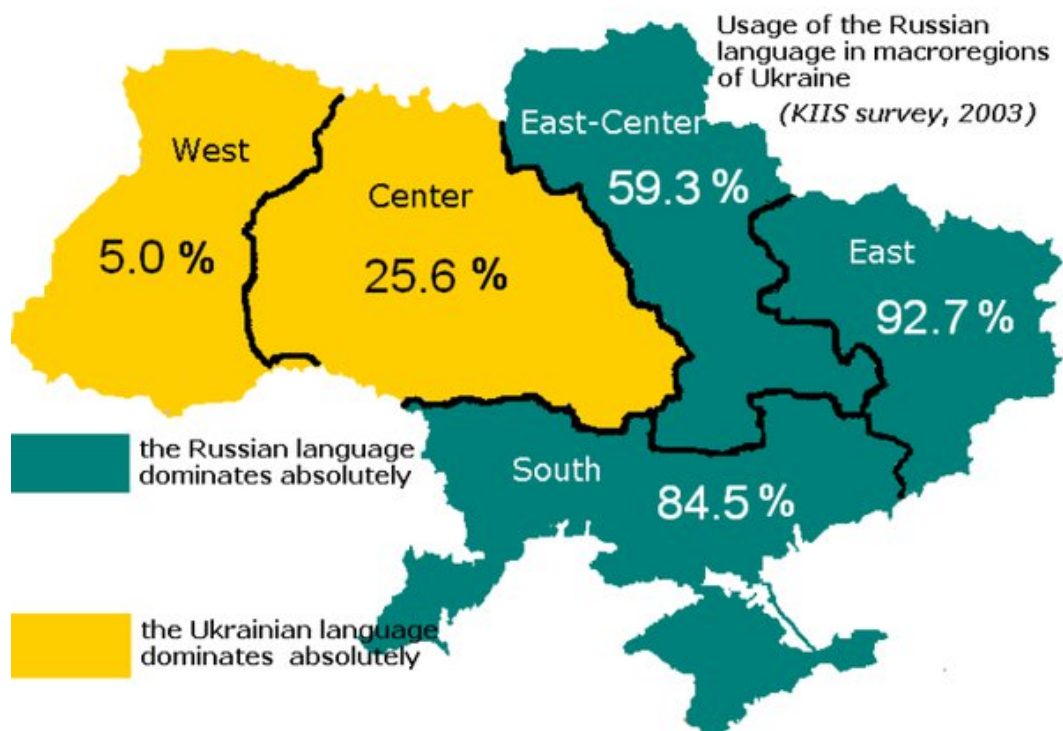 Usage of the Russian
language in macroregions
of Ukraine
(KIIS survey, 2003)
East-Center
59.3 %
West
5.0 %
Center
25.6 %
East
92.7 %
the Russian language
dominates absolutely
South
84.5 %
the Ukrainian language
dominates absolutely